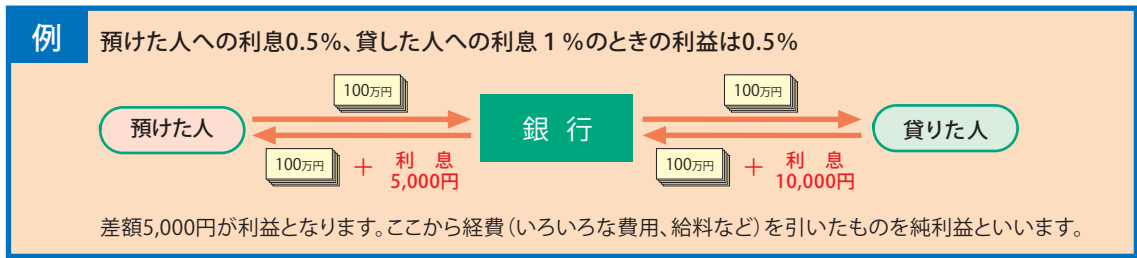 例
預けた人への利息0.5%、貸した人への利息1%のときの利益は0.5%
100万円
100万円
預けた人
銀行
貸りた人
100万円 + 利息 5,000円
100万円 + 利息 10,000円
差額5,000円が利益となります。ここから経費(いろいろな費用、給料など)を引いたものを純利益といいます。